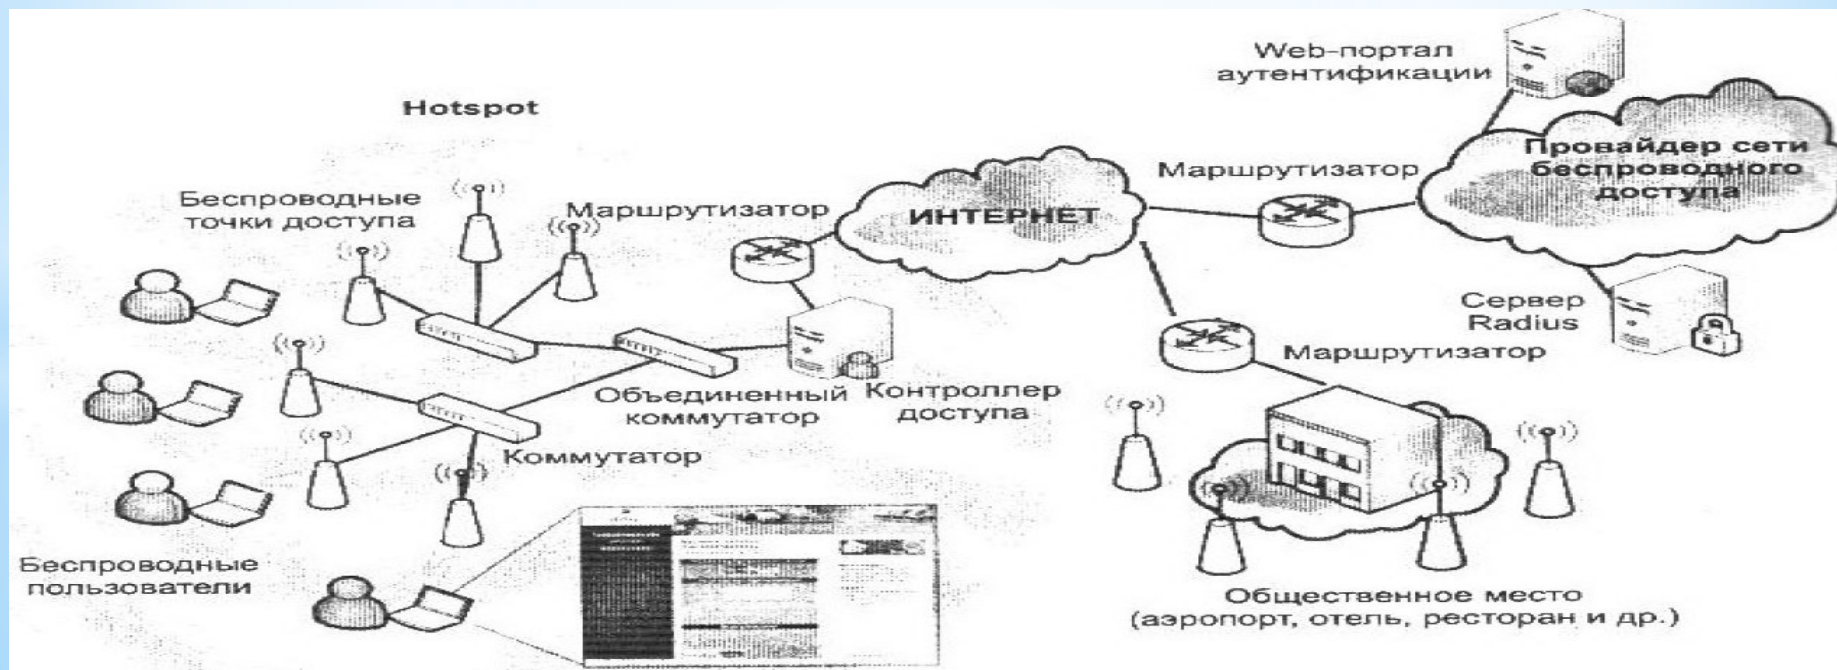 Hotspot
Беспроводные
точки доступа
Маршрутизатор
ИНТЕРНЕТ
Маршрутизатор
Web-портал
аутентификации
Провайдер сети
беспроводного
доступа
Сервер
Radius
Маршрутизатор
Объединенный
коммутатор
Контроллер
доступа
Коммутатор
Беспроводные
пользователи
Общественное место
(аэропорт, отель, ресторан и др.)